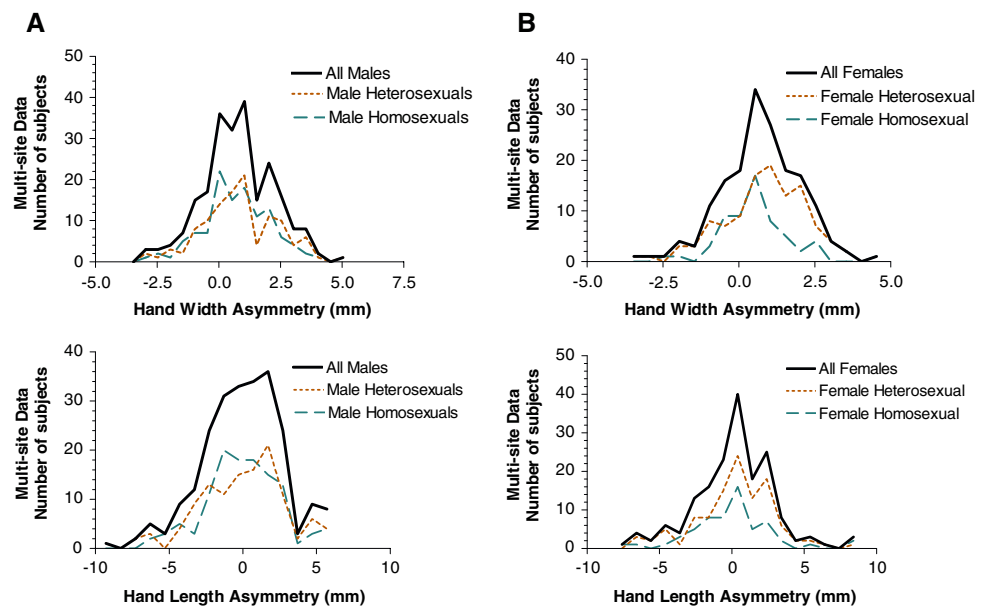 A
Multi-site Data
Number of subjects
50
40
30
20
10
0
All Males
Male Heterosexuals
Male Homosexuals
-5.0 -2.5 0.0 2.5 5.0 7.5
Hand Width Asymmetry (mm)
B
Multi-site Data
Number of subjects
40
30
20
10
0
All Females
Female Heterosexual
Female Homosexual
-5.0 -2.5 0.0 2.5 5.0
Hand Width Asymmetry (mm)
Multi-site Data
Number of subjects
40
30
20
10
0
All Males
Male Heterosexuals
Male Homosexuals
-10 -5 0 5 10
Hand Length Asymmetry (mm)
Multi-site Data
Number of subjects
50
40
30
20
10
0
All Females
Female Heterosexual
Female Homosexual
-10 -5 0 5 10
Hand Length Asymmetry (mm)